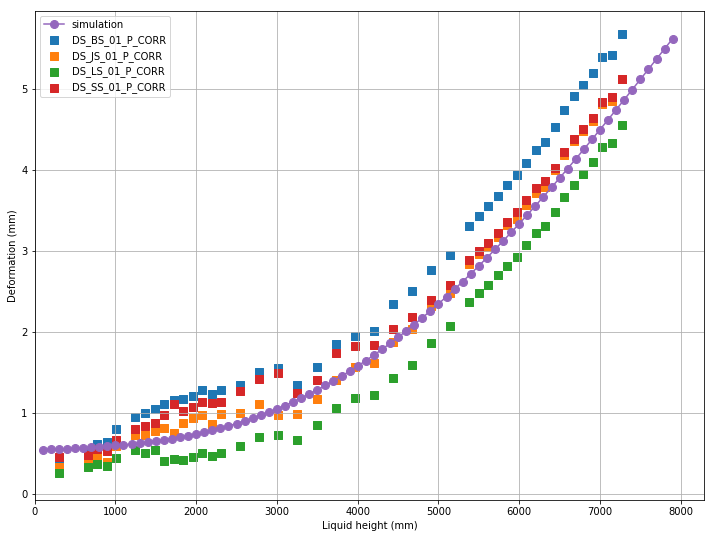 simulation
DS_BS_01_P_CORR
DS_JS_01_P_CORR
DS_LS_01_P_CORR
DS_SS_01_P_CORR
5
4
3
2
1
0
Deformation (mm)
0 1000 2000 3000 4000 5000 6000 7000 8000
Liquid height (mm)